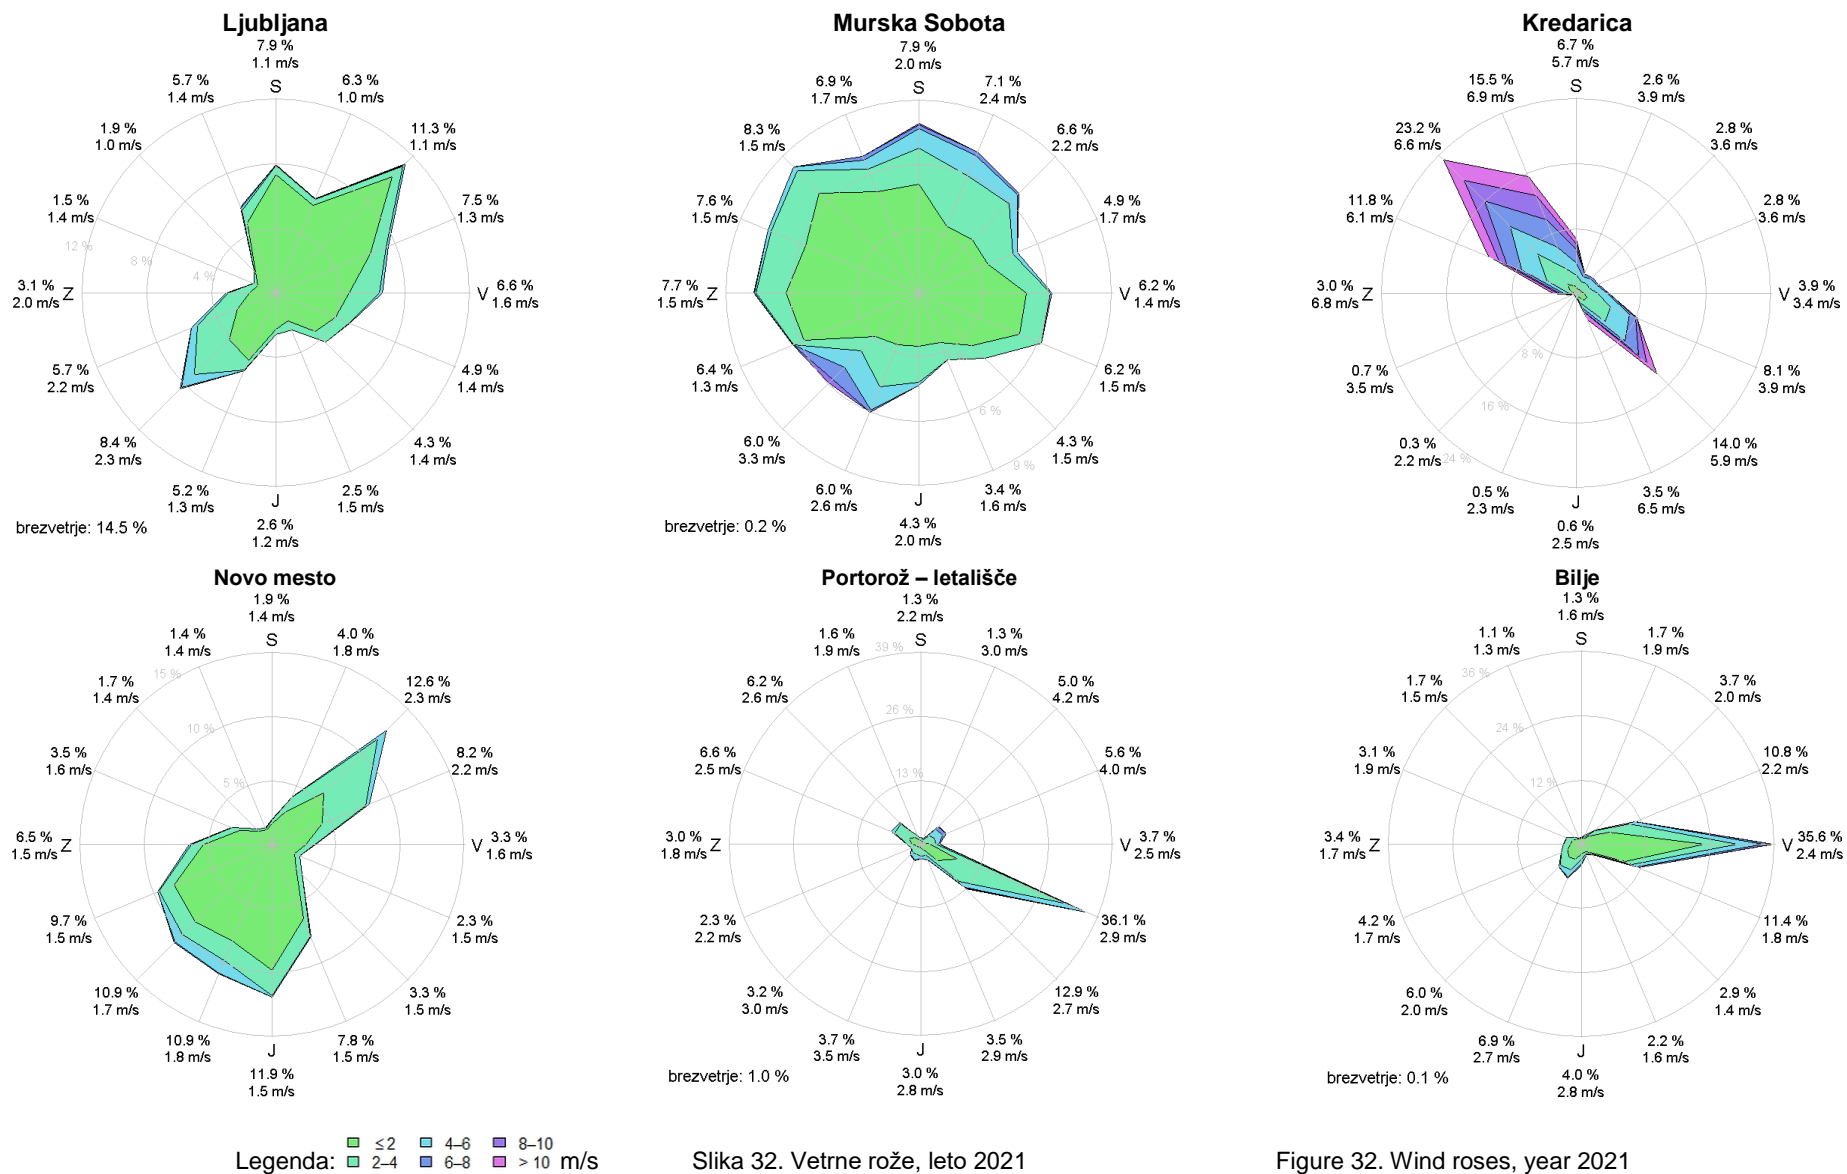 Ljubljana
7.9 %
1.1 m/s
S
6.3 %
1.0 m/s
11.3 %
1.1 m/s
7.5 %
1.3 m/s
V
6.6 %
1.6 m/s
4.9 %
1.4 m/s
4.3 %
1.4 m/s
2.5 %
1.5 m/s
J
2.6 %
1.2 m/s
5.2 %
1.3 m/s
8.4 %
2.3 m/s
5.7 %
2.2 m/s
3.1 %
2.0 m/s
Z
1.5 %
1.4 m/s
1.9 %
1.0 m/s
5.7 %
1.4 m/s
12 %
8 %
4 %
brezvetrje: 14.5 %
Murska Sobota
7.9 %
2.0 m/s
S
7.1 %
2.4 m/s
6.6 %
2.2 m/s
4.9 %
1.7 m/s
V
6.2 %
1.4 m/s
6.2 %
1.5 m/s
4.3 %
1.5 m/s
3.4 %
1.6 m/s
J
4.3 %
2.0 m/s
6.0 %
2.6 m/s
6.0 %
3.3 m/s
6.4 %
1.3 m/s
7.7 %
1.5 m/s
Z
7.6 %
1.5 m/s
8.3 %
1.5 m/s
6.9 %
1.7 m/s
6 %
9 %
brezvetrje: 0.2 %
Kredarica
6.7 %
5.7 m/s
S
2.6 %
3.9 m/s
2.8 %
3.6 m/s
2.8 %
3.6 m/s
V
3.9 %
3.4 m/s
8.1 %
3.9 m/s
14.0 %
5.9 m/s
3.5 %
6.5 m/s
J
0.6 %
2.5 m/s
0.5 %
2.3 m/s
0.3 %
2.2 m/s
0.7 %
3.5 m/s
3.0 %
6.8 m/s
Z
11.8 %
6.1 m/s
23.2 %
6.6 m/s
15.5 %
6.9 m/s
8 %
16 %
24 %
Novo mesto
1.9 %
1.4 m/s
S
4.0 %
1.8 m/s
12.6 %
2.3 m/s
8.2 %
2.2 m/s
V
3.3 %
1.6 m/s
2.3 %
1.5 m/s
3.3 %
1.5 m/s
7.8 %
1.5 m/s
J
11.9 %
1.5 m/s
10.9 %
1.8 m/s
10.9 %
1.7 m/s
9.7 %
1.5 m/s
6.5 %
1.5 m/s
Z
3.5 %
1.6 m/s
1.7 %
1.4 m/s
1.4 %
1.4 m/s
15 %
10 %
5 %
Portorož – letališče
1.3 %
2.2 m/s
S
1.3 %
3.0 m/s
5.0 %
4.2 m/s
5.6 %
4.0 m/s
V
3.7 %
2.5 m/s
36.1 %
2.9 m/s
12.9 %
2.7 m/s
3.5 %
2.9 m/s
J
3.0 %
2.8 m/s
3.7 %
3.5 m/s
3.2 %
3.0 m/s
2.3 %
2.2 m/s
3.0 %
1.8 m/s
Z
6.6 %
2.5 m/s
6.2 %
2.6 m/s
1.6 %
1.9 m/s
39 %
26 %
13 %
brezvetrje: 1.0 %
Bilje
1.3 %
1.6 m/s
S
1.7 %
1.9 m/s
3.7 %
2.0 m/s
10.8 %
2.2 m/s
V
35.6 %
2.4 m/s
11.4 %
1.8 m/s
2.9 %
1.4 m/s
2.2 %
1.6 m/s
J
4.0 %
2.8 m/s
6.9 %
2.7 m/s
6.0 %
2.0 m/s
4.2 %
1.7 m/s
3.4 %
1.7 m/s
Z
3.1 %
1.9 m/s
1.7 %
1.5 m/s
1.1 %
1.3 m/s
36 %
24 %
12 %
brezvetrje: 0.1 %
Legenda:
≤ 2
4–6
8–10
2–4
6–8
> 10
m/s
Slika 32. Vetrne rože, leto 2021
Figure 32. Wind roses, year 2021